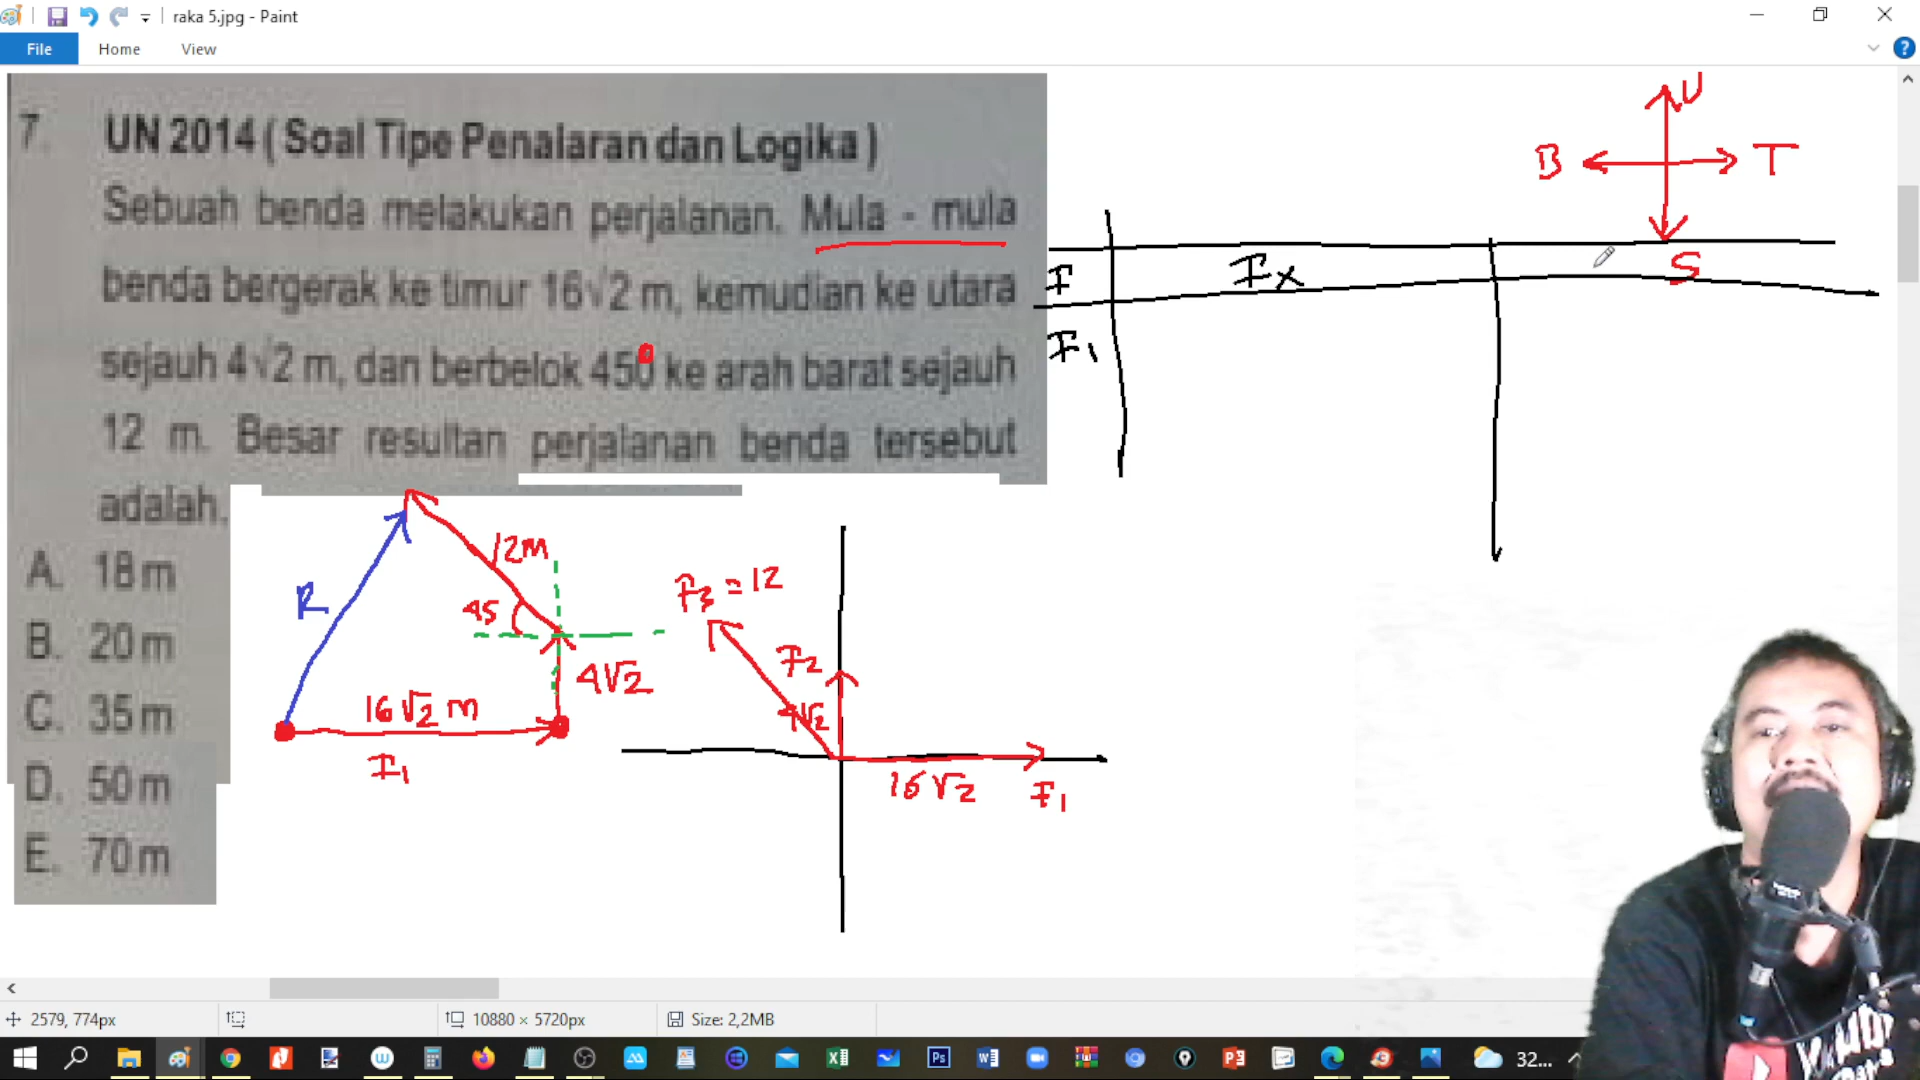 raka 5.jpg - Paint
File Home View
7. UN 2014 ( Soal Tipe Penalaran dan Logika )
Sebuah benda melakukan perjalanan. Mula - mula
benda bergerak ke timur 16√2 m, kemudian ke utara
sejauh 4√2 m, dan berbelok 450 ke arah barat sejauh
12 m. Besar resultan perjalanan benda tersebut
adalah.
A. 18 m
B. 20 m
C. 35 m
D. 50 m
E. 70 m
U
B T
S
F Fx
F1
12m
R
45
4√2
16√2 m
F1
F3 = 12
F2
4√2
16√2
F1
2579, 774px
10880 × 5720px
Size: 2,2MB
32...